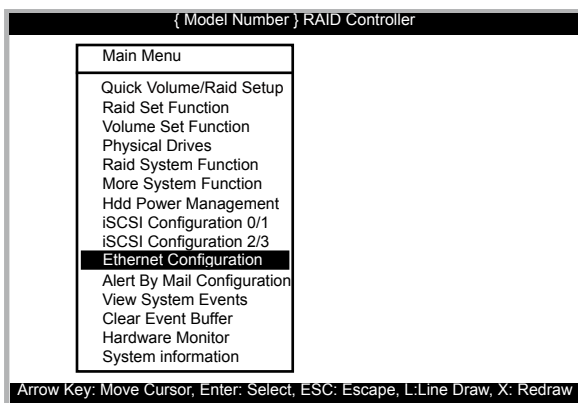 { Model Number } RAID Controller
Main Menu
Quick Volume/Raid Setup
Raid Set Function
Volume Set Function
Physical Drives
Raid System Function
More System Function
Hdd Power Management
iSCSI Configuration 0/1
iSCSI Configuration 2/3
Ethernet Configuration
Alert By Mail Configuration
View System Events
Clear Event Buffer
Hardware Monitor
System information
Arrow Key: Move Cursor, Enter: Select, ESC: Escape, L:Line Draw, X: Redraw